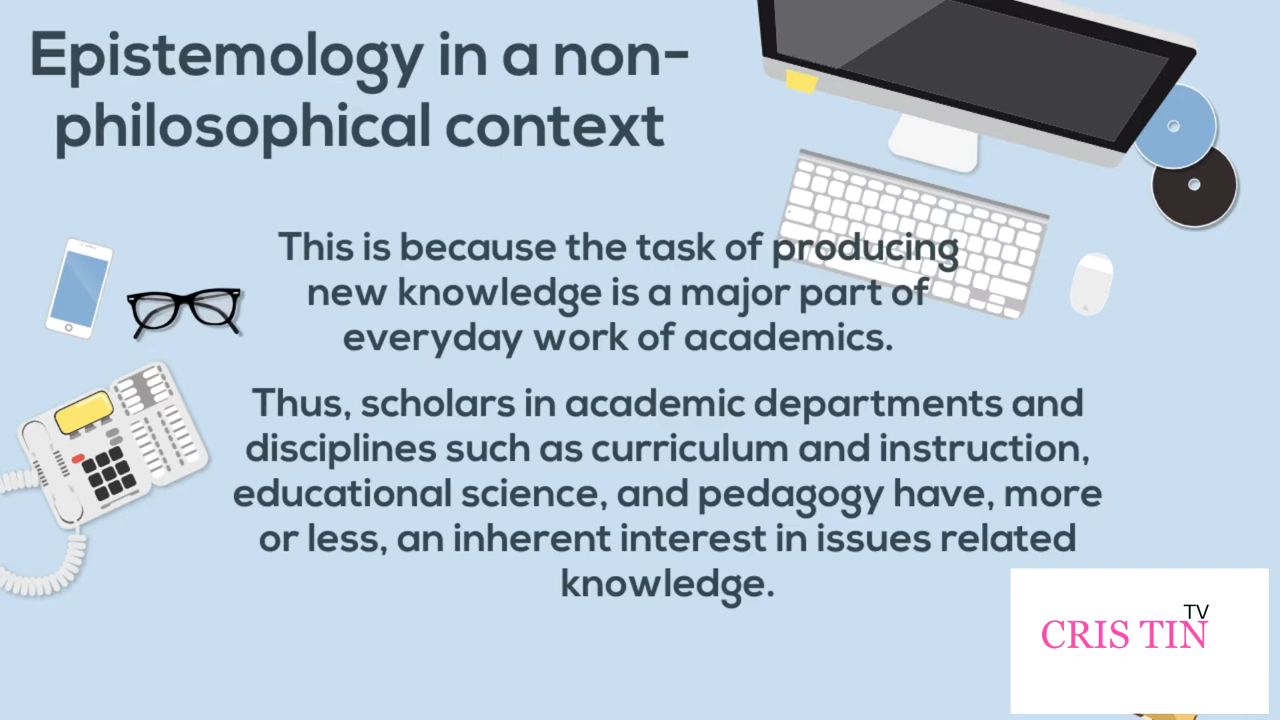 Epistemology in a non-
philosophical context
This is because the task of producing
new knowledge is a major part of
everyday work of academics.
Thus, scholars in academic departments and
disciplines such as curriculum and instruction,
educational science, and pedagogy have, more
or less, an inherent interest in issues related
knowledge.
TV
CRIS TIN